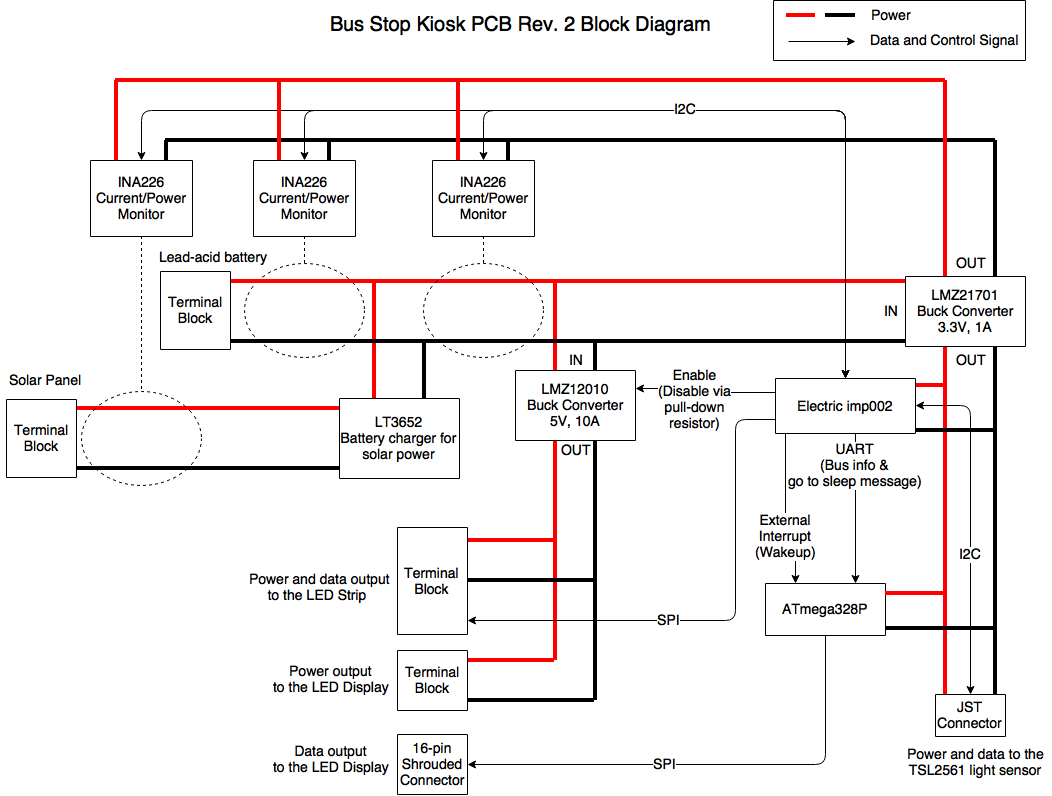 Bus Stop Kiosk PCB Rev. 2 Block Diagram
Power
Data and Control Signal
I2C
INA226
Current/Power
Monitor
INA226
Current/Power
Monitor
INA226
Current/Power
Monitor
Lead-acid battery
Terminal
Block
OUT
IN
LMZ21701
Buck Converter
3.3V, 1A
OUT
Solar Panel
Terminal
Block
LT3652
Battery charger for
solar power
IN
LMZ12010
Buck Converter
5V, 10A
OUT
Enable
(Disable via
pull-down
resistor)
Electric imp002
UART
(Bus info &
go to sleep message)
External
Interrupt
(Wakeup)
I2C
Power and data output
to the LED Strip
Terminal
Block
SPI
ATmega328P
Power output
to the LED Display
Terminal
Block
JST
Connector
Power and data to the
TSL2561 light sensor
Data output
to the LED Display
16-pin
Shrouded
Connector
SPI